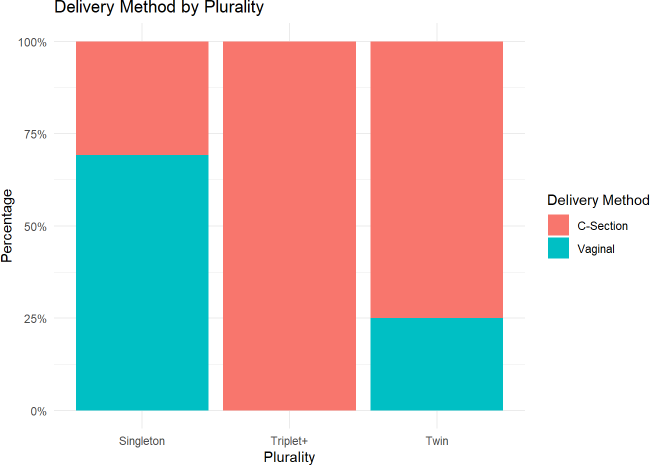 Delivery Method by Plurality
100%
75%
50%
25%
0%
Percentage
Singleton
Triplet+
Twin
Plurality
Delivery Method
C-Section
Vaginal